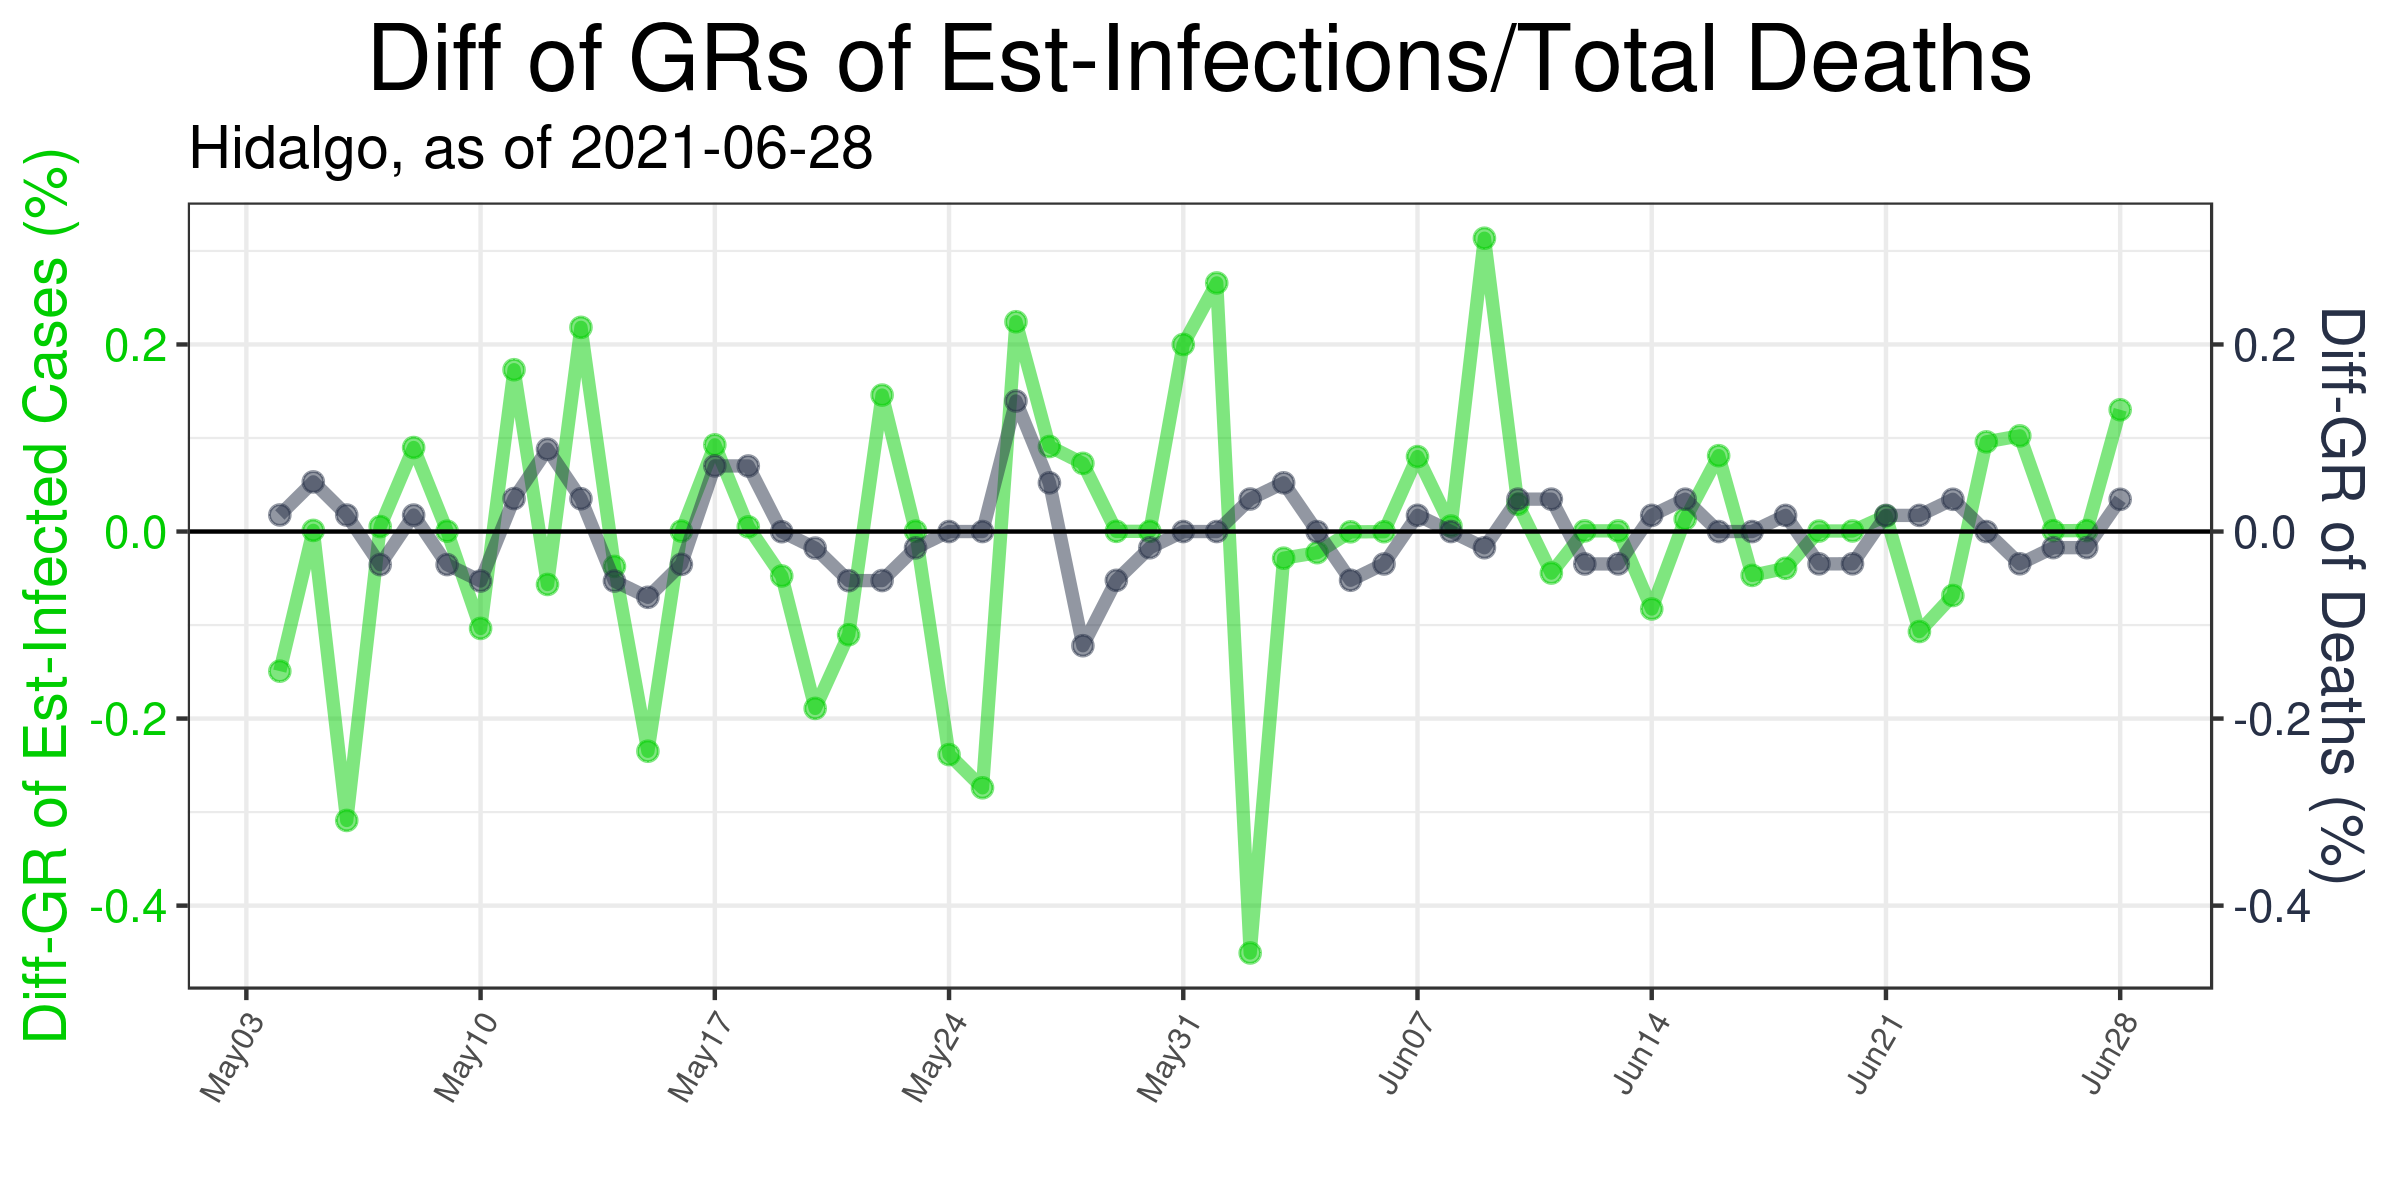 Diff of GRs of Est-Infections/Total Deaths
Hidalgo, as of 2021-06-28
Diff-GR of Est-Infected Cases (%)
0.2
0.0
-0.2
-0.4
0.2
0.0
-0.2
-0.4
Diff-GR of Deaths (%)
May03
May10
May17
May24
May31
Jun07
Jun14
Jun21
Jun28